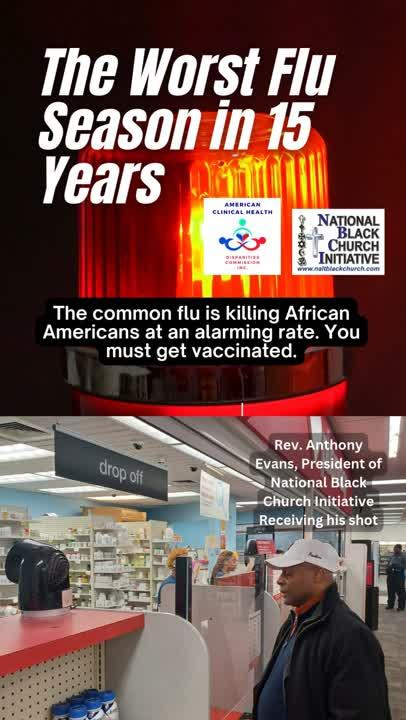 The Worst Flu
Season in 15
Years
AMERICAN
CLINICAL HEALTH
DISPARITIES
COMMISSION
INC.
NATIONAL
BLACK
CHURCH
INITIATIVE
www.naltblackchurch.com
The common flu is killing African
Americans at an alarming rate. You
must get vaccinated.
drop off
Rev. Anthony
Evans, President of
National Black
Church Initiative
Receiving his shot